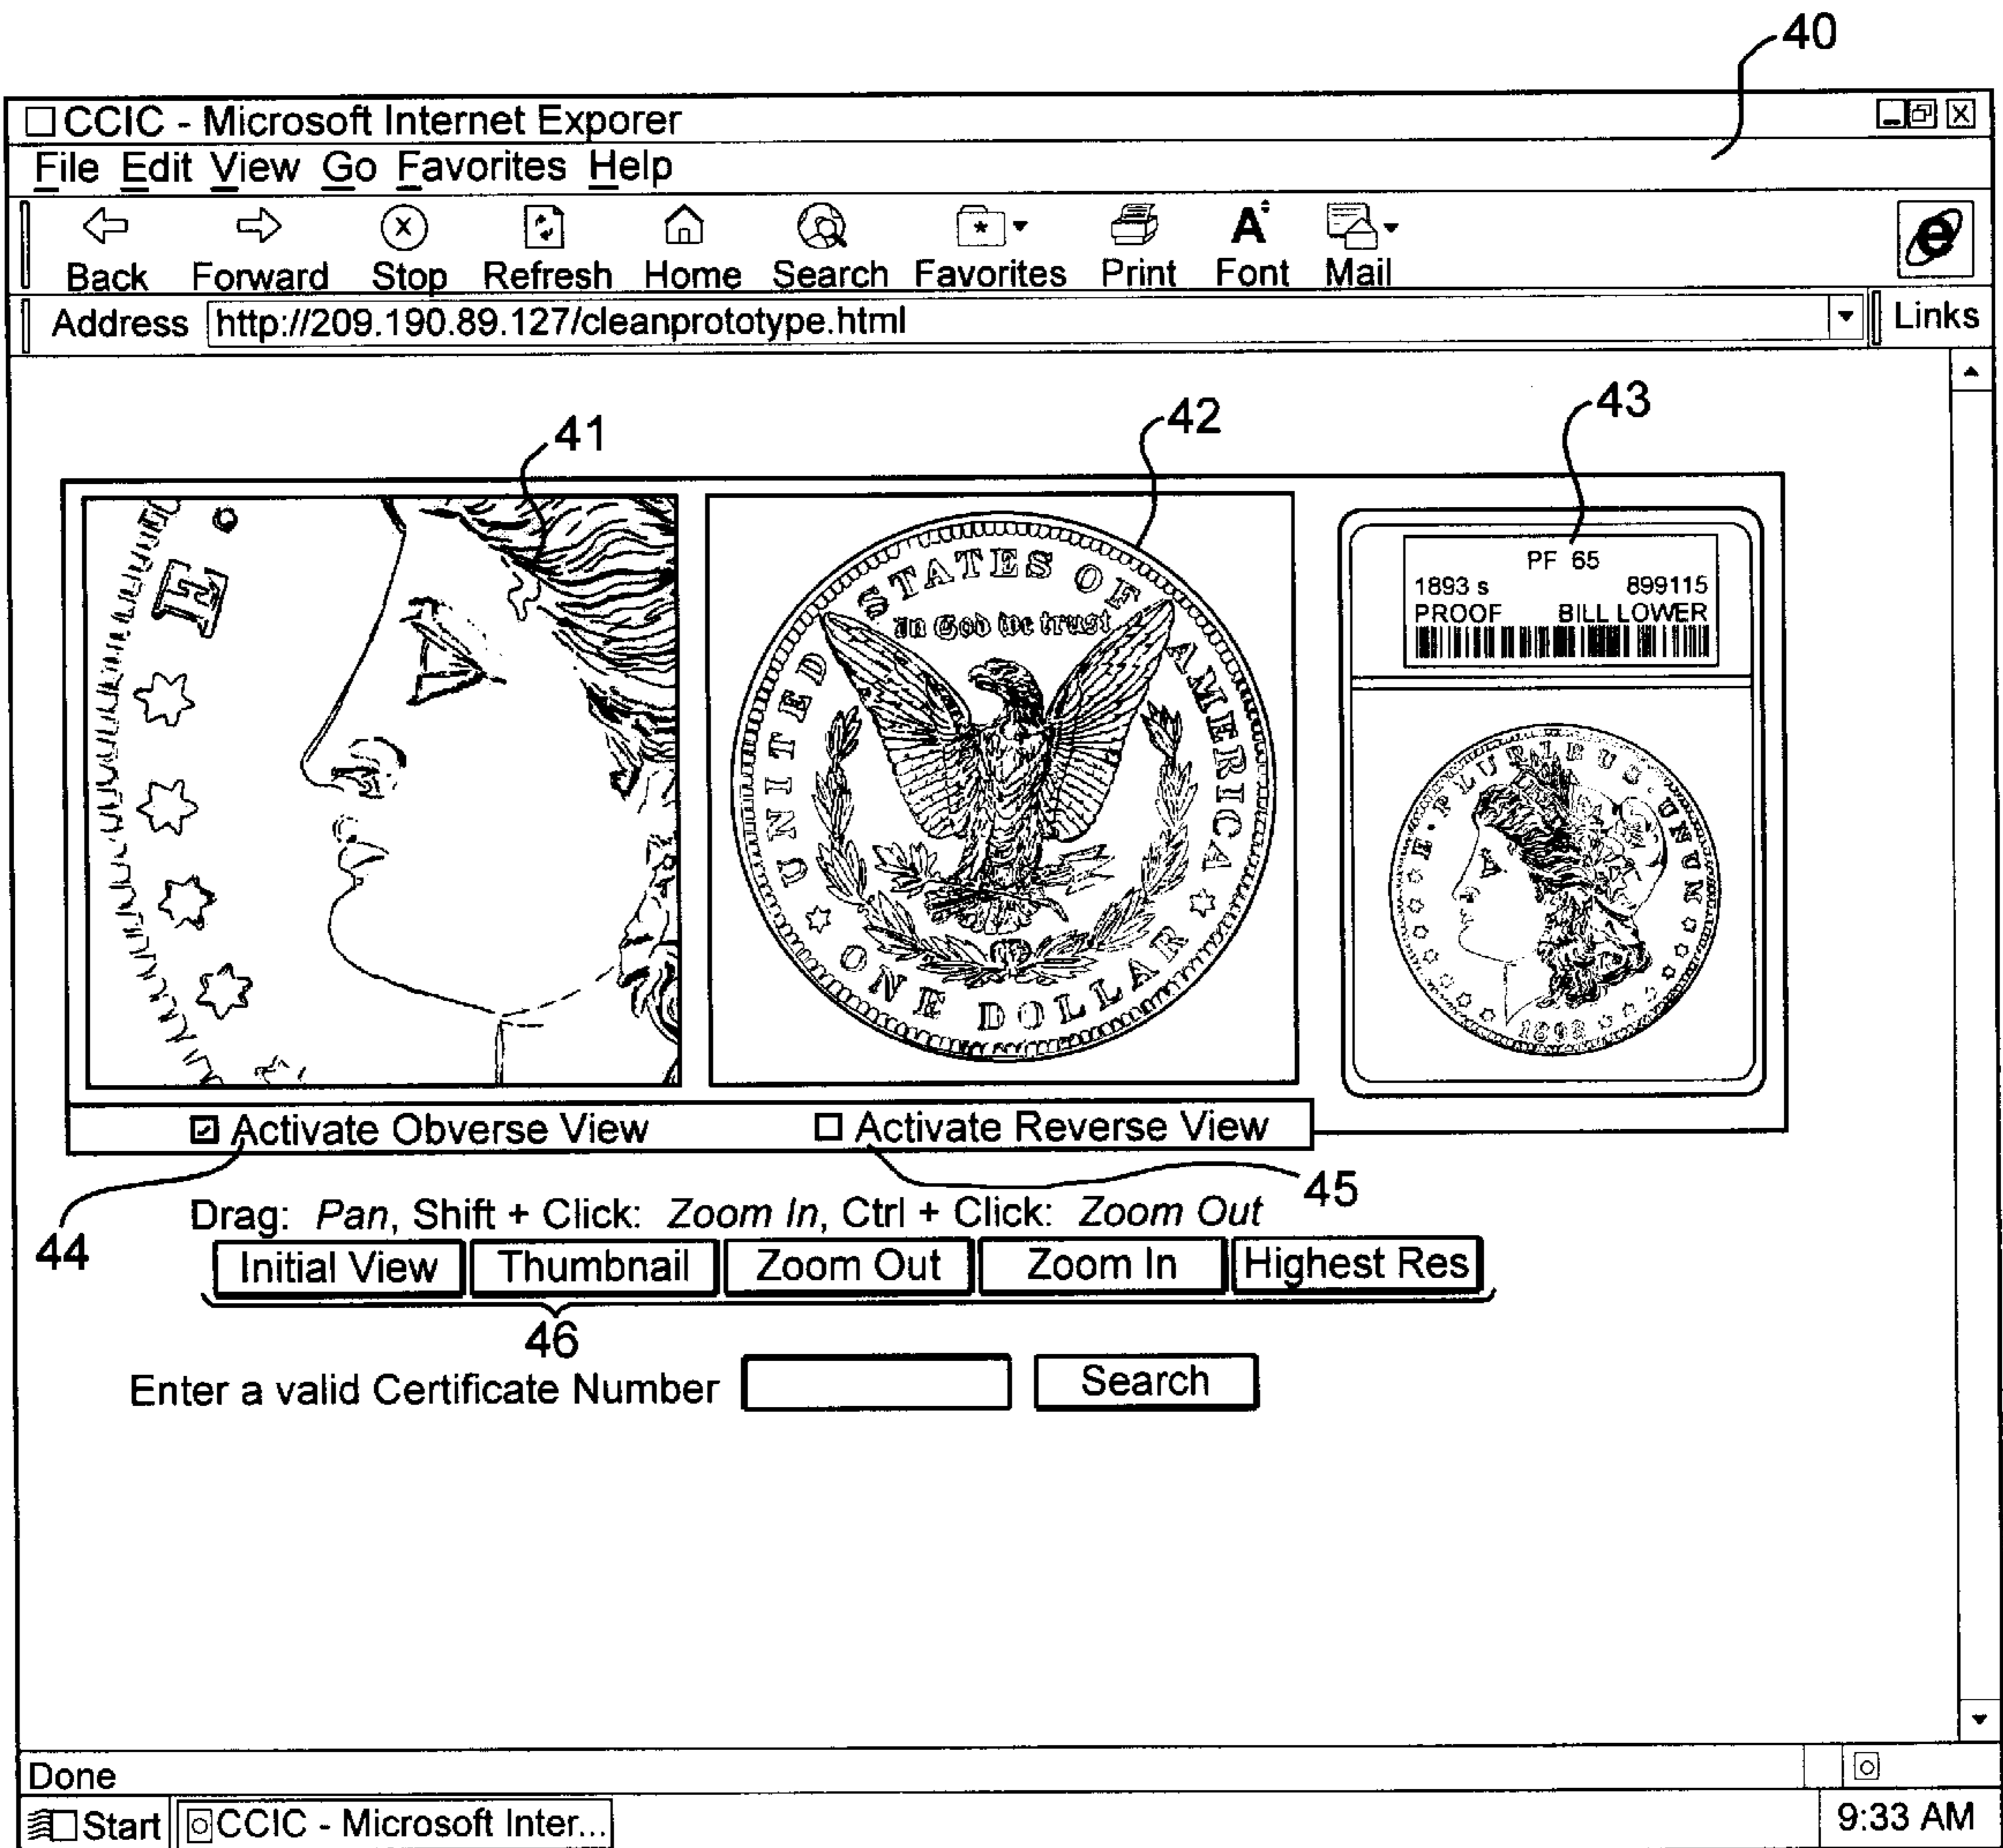 40
CCIC - Microsoft Internet Exporer
File Edit View Go Favorites Help
Back Forward Stop Refresh Home Search Favorites Print Font Mail
Address http://209.190.89.127/cleanprototype.html Links
41 42 43
E
UNITED STATES OF AMERICA
In God we trust
ONE DOLLAR
PF 65
1893 s 899115
PROOF BILL LOWER
E · PLURIBUS · UNUM
1893
Activate Obverse View Activate Reverse View
44 45
Drag: Pan, Shift + Click: Zoom In, Ctrl + Click: Zoom Out
Initial View Thumbnail Zoom Out Zoom In Highest Res
46
Enter a valid Certificate Number Search
Done
Start CCIC - Microsoft Inter... 9:33 AM